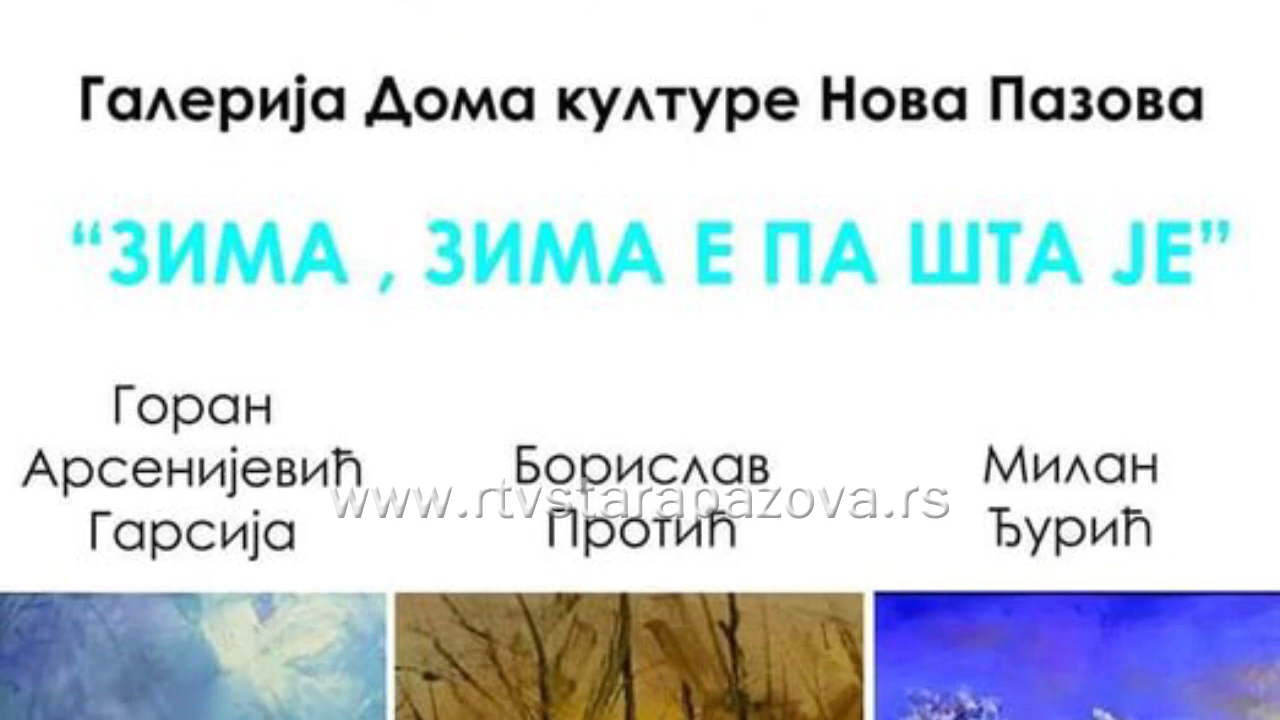 Галерија Дома културе Нова Пазова
“ЗИМА , ЗИМА Е ПА ШТА ЈЕ”
Горан
Арсенијевић
Гарсија
Борислав
Протић
Милан
Ђурић
www.rtvstarapazova.rs